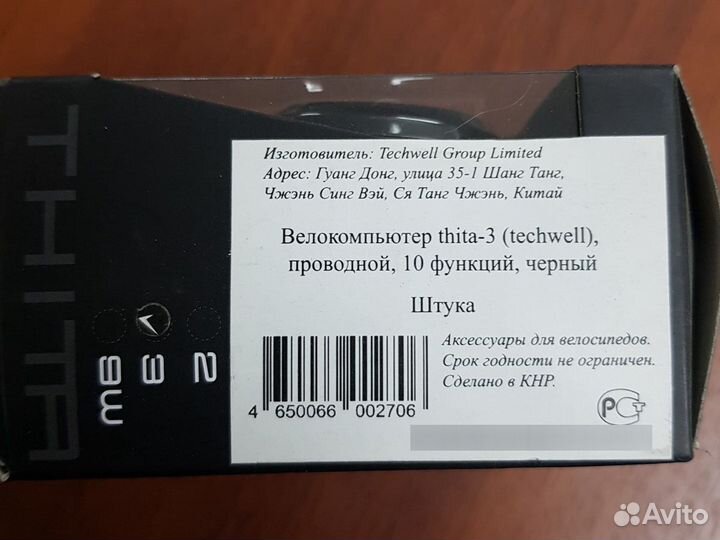 THITA
2
3
9W
Изготовитель: Techwell Group Limited
Адрес: Гуанг Донг, улица 35-1 Шанг Танг,
Чжэнь Синг Вэй, Ся Танг Чжэнь, Китай
Велокомпьютер thita-3 (techwell),
проводной, 10 функций, черный
Штука
Аксессуары для велосипедов.
Срок годности не ограничен.
Сделано в КНР.
4 650066 002706
РСТ
Avito